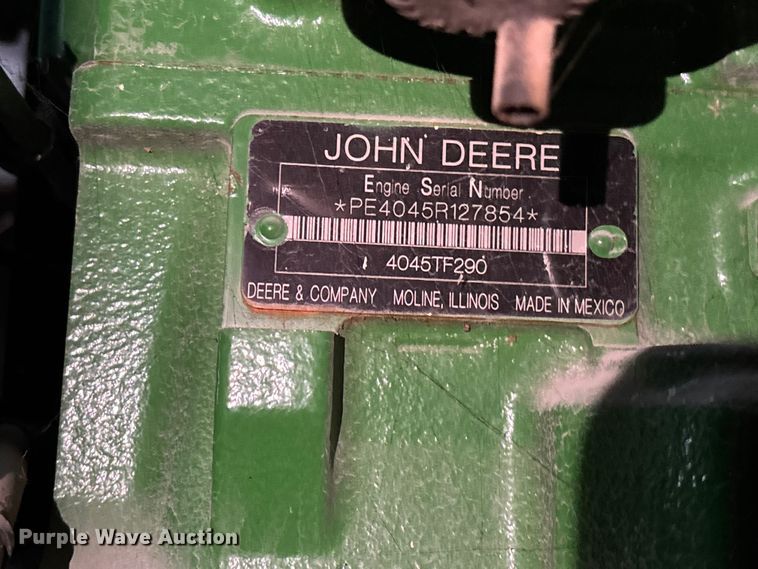 JOHN DEERE
Engine Serial Number
*PE4045R127854*
4045TF290
DEERE & COMPANY MOLINE, ILLINOIS MADE IN MEXICO
Purple Wave Auction